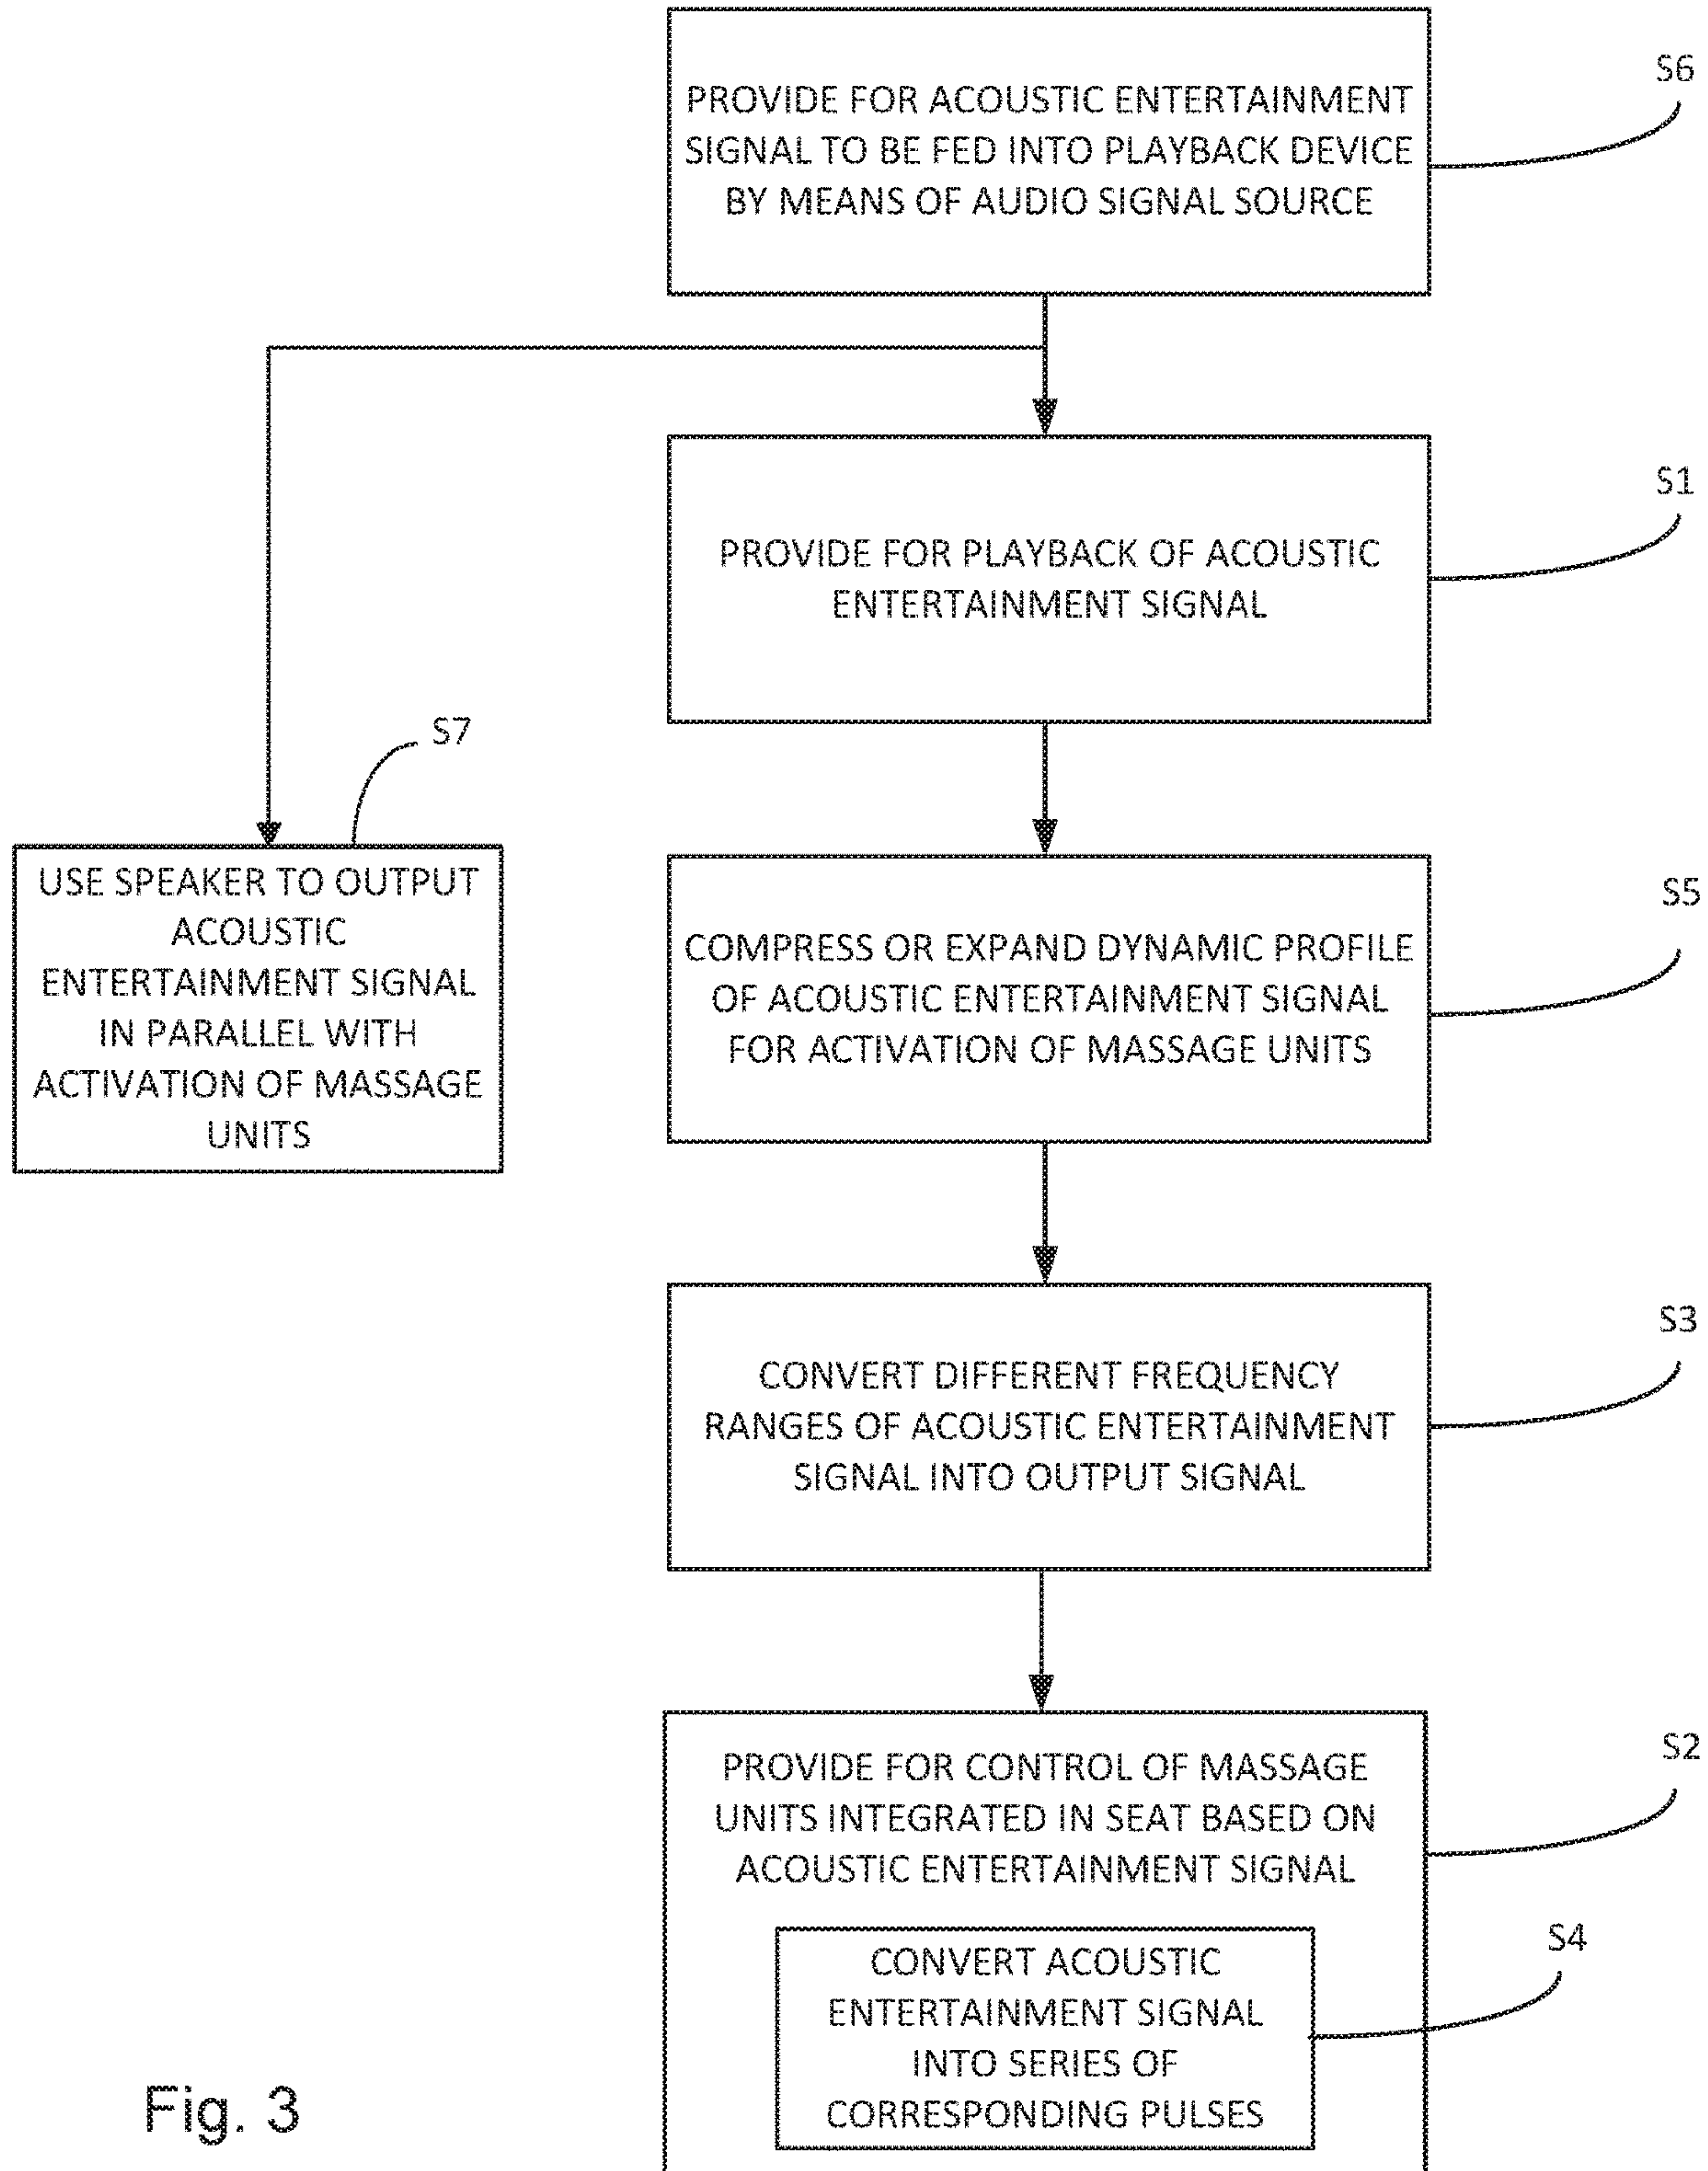 PROVIDE FOR ACOUSTIC ENTERTAINMENT
SIGNAL TO BE FED INTO PLAYBACK DEVICE
BY MEANS OF AUDIO SIGNAL SOURCE
S6
PROVIDE FOR PLAYBACK OF ACOUSTIC
ENTERTAINMENT SIGNAL
S1
S7
USE SPEAKER TO OUTPUT
ACOUSTIC
ENTERTAINMENT SIGNAL
IN PARALLEL WITH
ACTIVATION OF MASSAGE
UNITS
COMPRESS OR EXPAND DYNAMIC PROFILE
OF ACOUSTIC ENTERTAINMENT SIGNAL
FOR ACTIVATION OF MASSAGE UNITS
S5
CONVERT DIFFERENT FREQUENCY
RANGES OF ACOUSTIC ENTERTAINMENT
SIGNAL INTO OUTPUT SIGNAL
S3
PROVIDE FOR CONTROL OF MASSAGE
UNITS INTEGRATED IN SEAT BASED ON
ACOUSTIC ENTERTAINMENT SIGNAL
S2
CONVERT ACOUSTIC
ENTERTAINMENT SIGNAL
INTO SERIES OF
CORRESPONDING PULSES
S4
Fig. 3